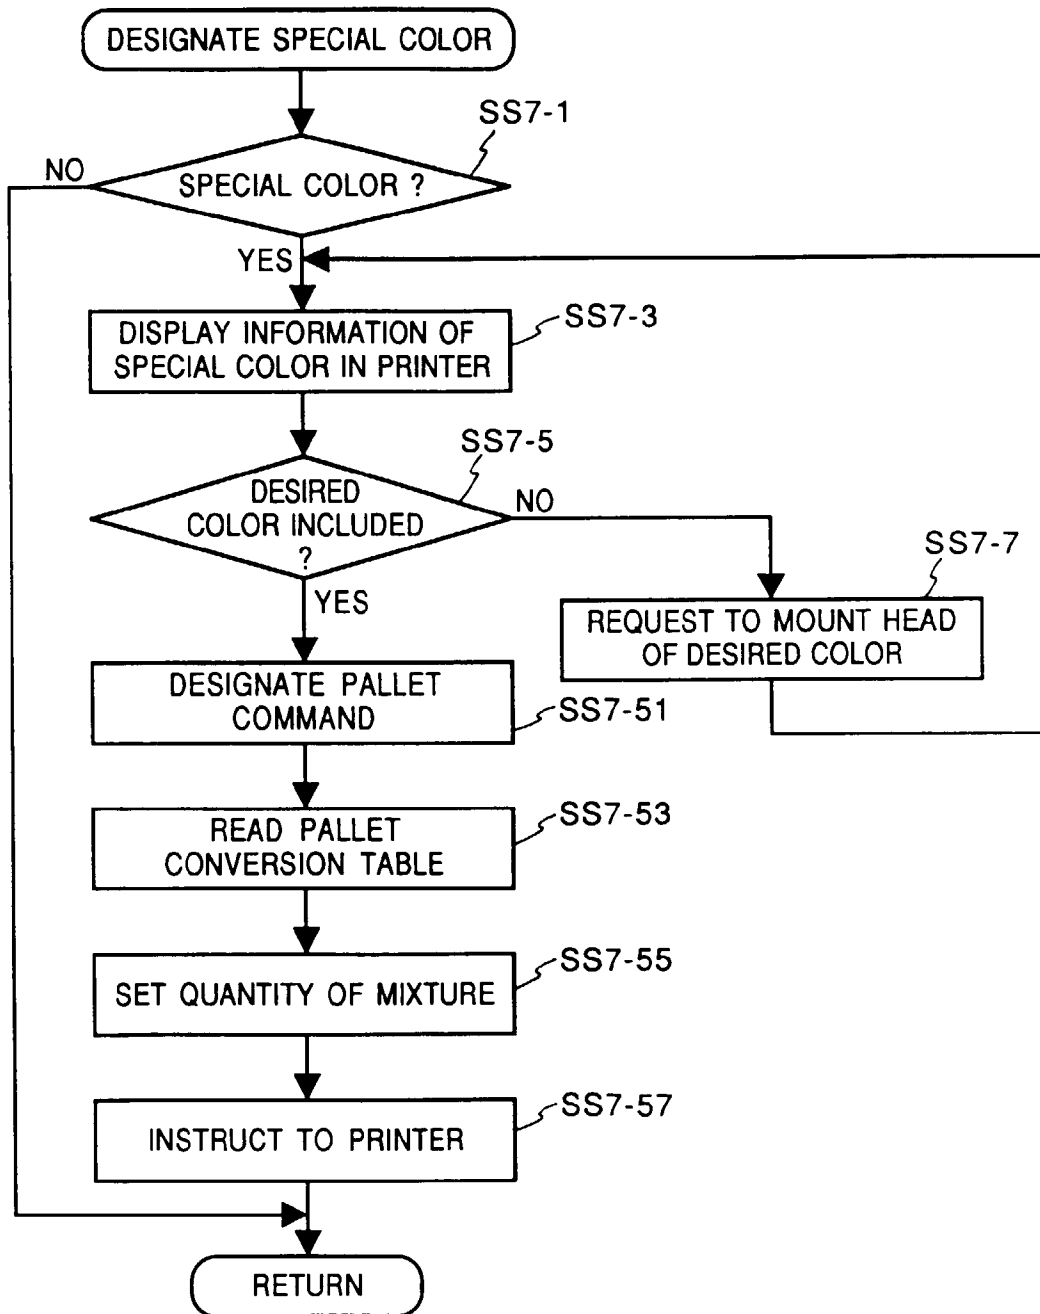 DESIGNATE SPECIAL COLOR
SS7-1
NO
SPECIAL COLOR ?
YES
SS7-3
DISPLAY INFORMATION OF
SPECIAL COLOR IN PRINTER
SS7-5
DESIRED
COLOR INCLUDED
?
NO
YES
SS7-7
REQUEST TO MOUNT HEAD
OF DESIRED COLOR
DESIGNATE PALLET
COMMAND
SS7-51
READ PALLET
CONVERSION TABLE
SS7-53
SET QUANTITY OF MIXTURE
SS7-55
INSTRUCT TO PRINTER
SS7-57
RETURN